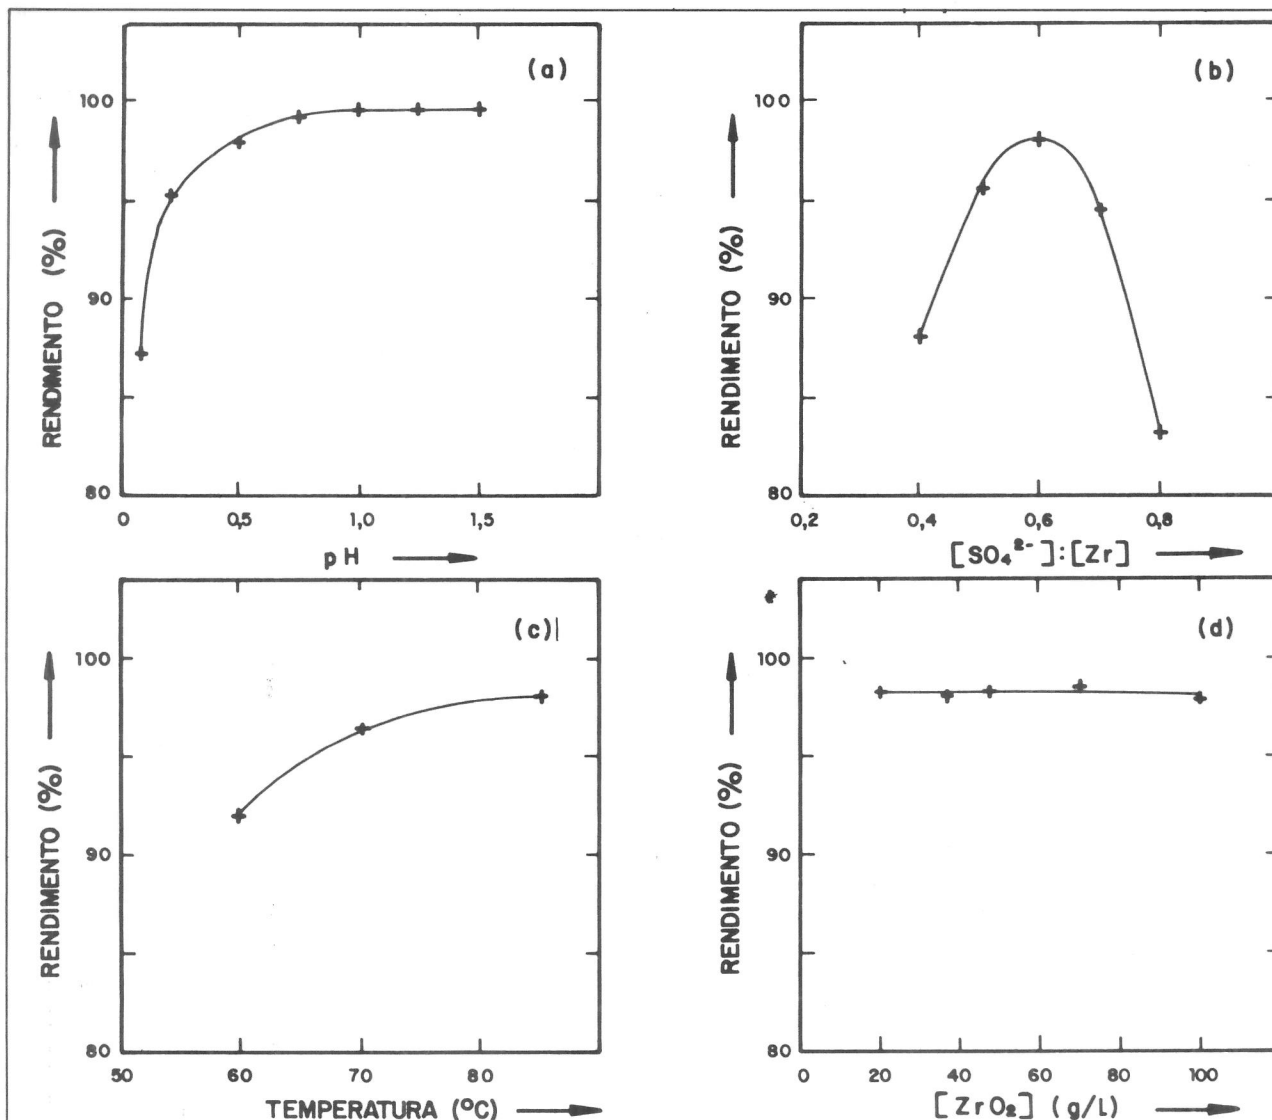 (a)
100
90
80
RENDIMENTO (%)
0 0,5 1,0 1,5
pH
(b)
100
90
80
RENDIMENTO (%)
0,2 0,4 0,6 0,8
[SO₄²⁻]:[Zr]
(c)
100
90
80
RENDIMENTO (%)
50 60 70 80
TEMPERATURA (ºC)
(d)
100
90
80
RENDIMENTO (%)
0 20 40 60 80 100
[ZrO₂] (g/l)